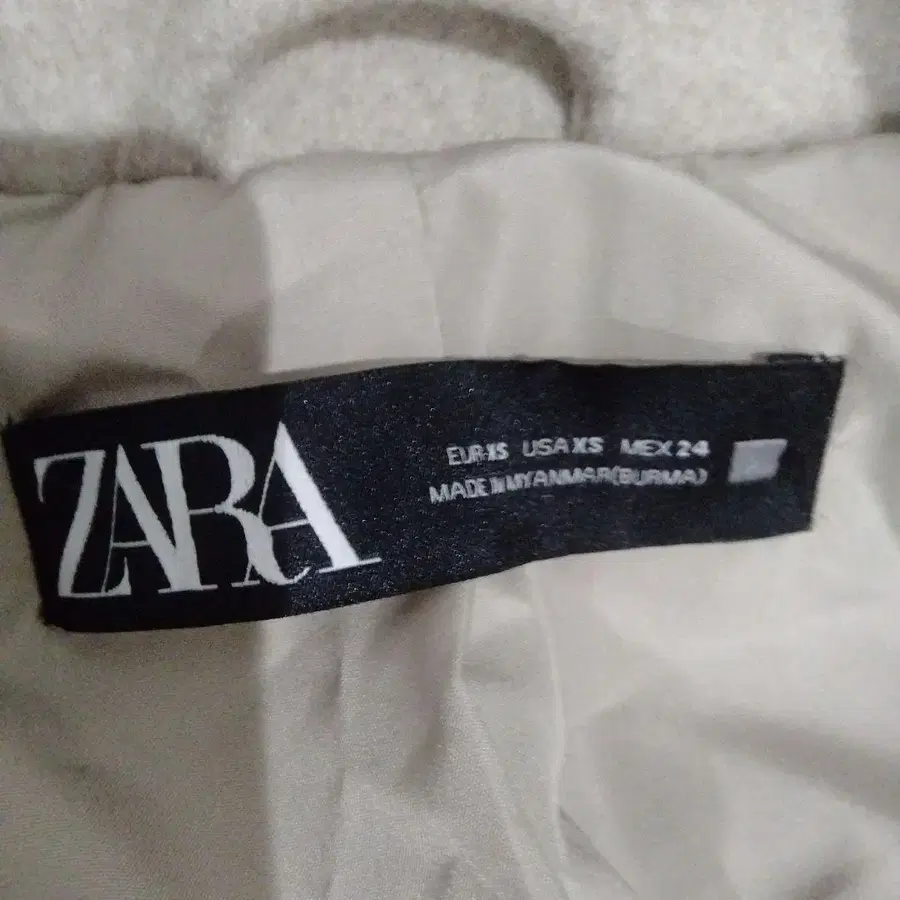 ZARA
EUR XS USA XS MEX 24
MADE IN MYANMAR(BURMA)